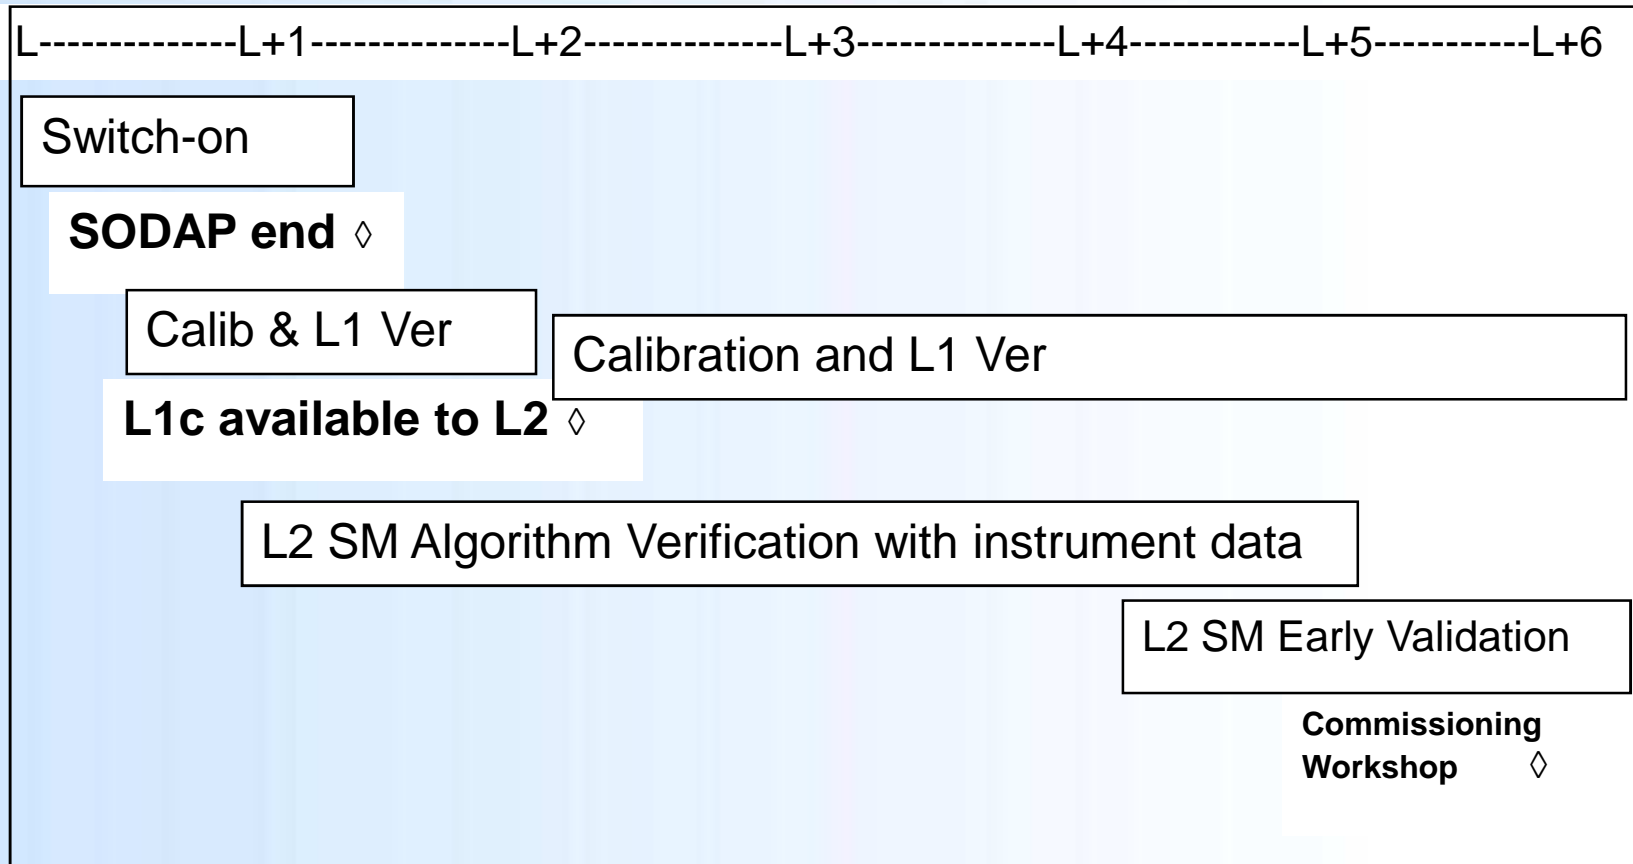 L--------------L+1--------------L+2--------------L+3--------------L+4------------L+5-----------L+6
Switch-on
SODAP end ◊
Calib & L1 Ver
Calibration and L1 Ver
L1c available to L2 ◊
L2 SM Algorithm Verification with instrument data
L2 SM Early Validation
Commissioning
Workshop ◊